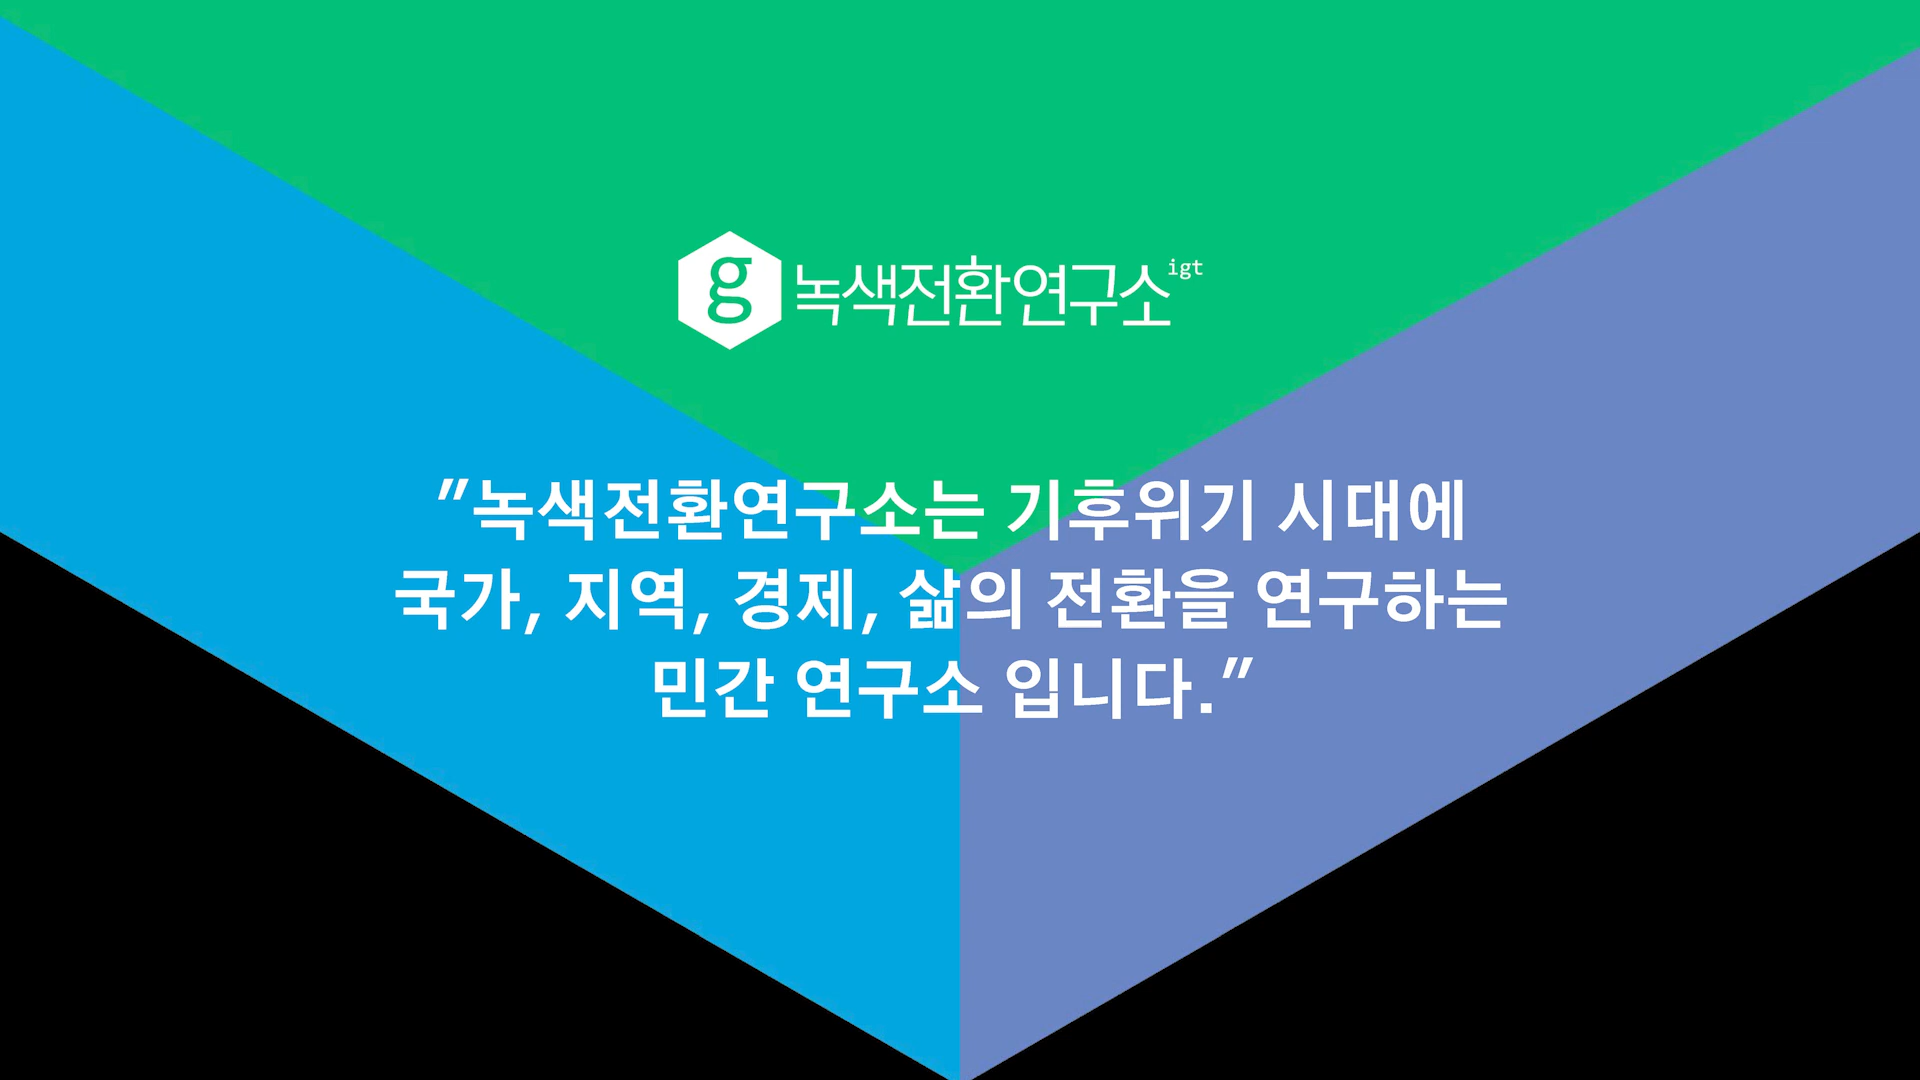 g 녹색전환연구소 igt
"녹색전환연구소는 기후위기 시대에
국가, 지역, 경제, 삶의 전환을 연구하는
민간 연구소 입니다."